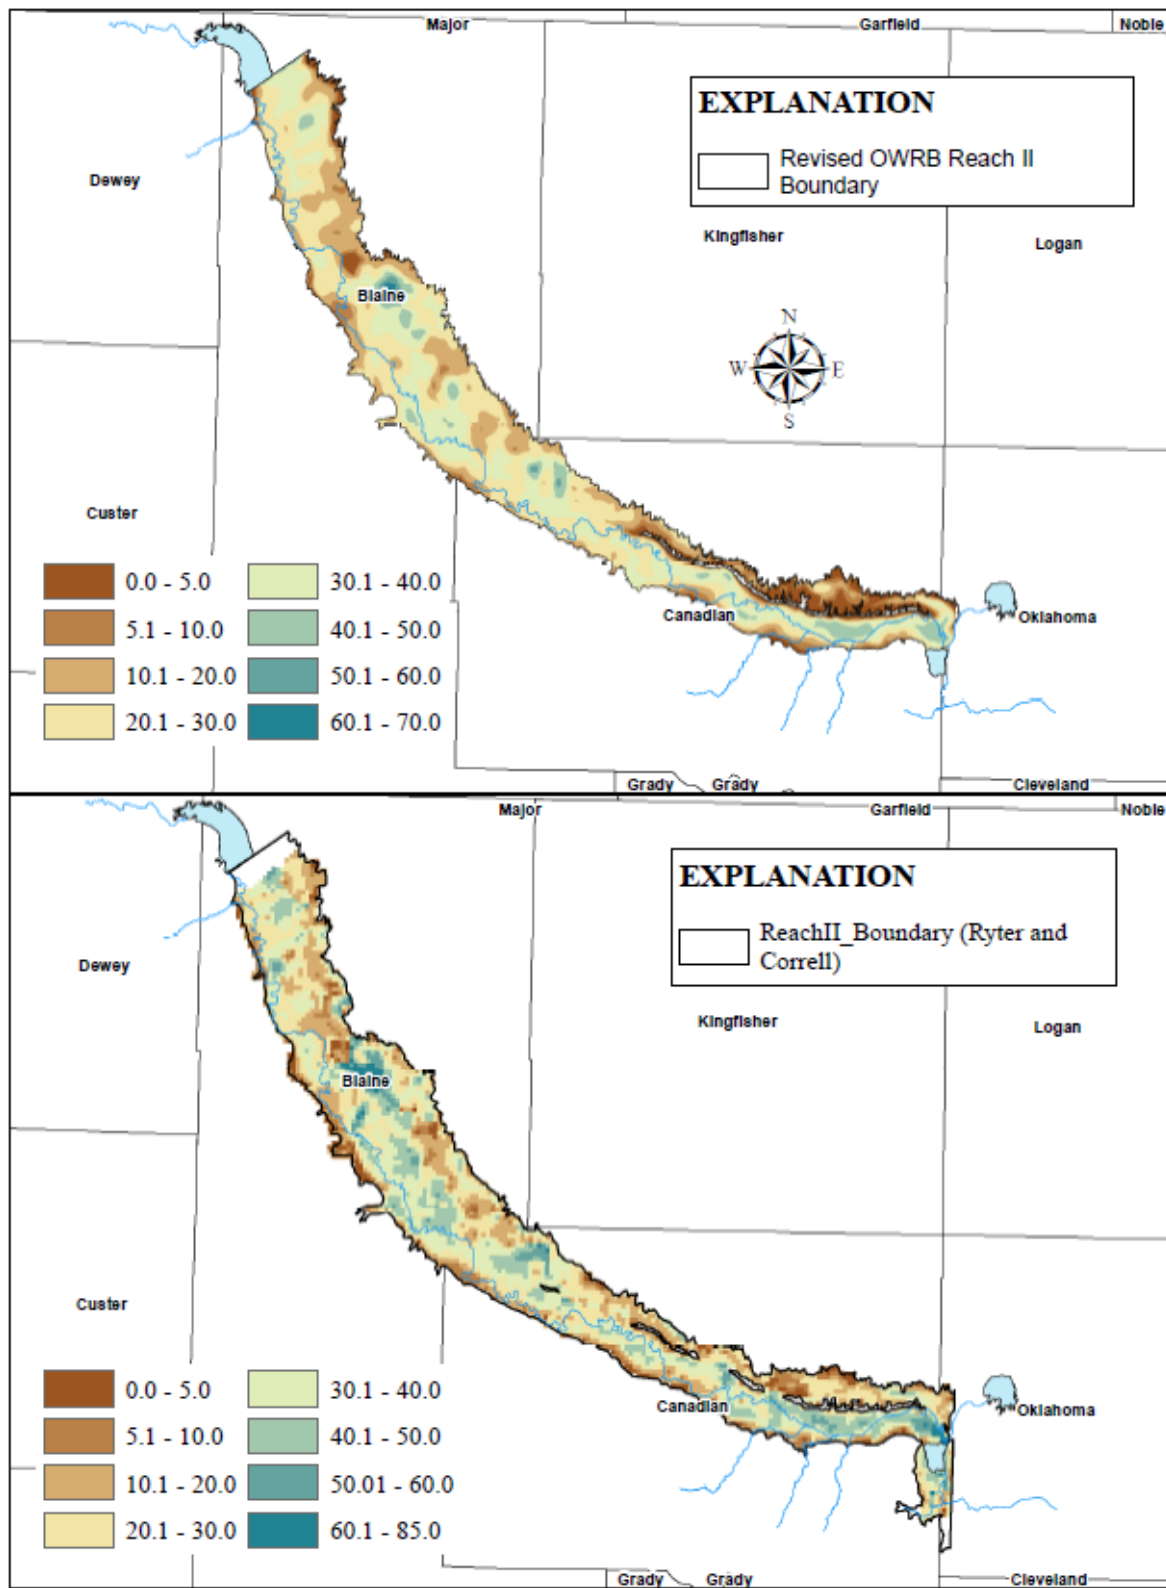 Major
Garfield
Noble
EXPLANATION
Revised OWRB Reach II
Boundary
Dewey
Kingfisher
Logan
Blaine
N
W E
S
Custer
0.0 - 5.0 30.1 - 40.0
5.1 - 10.0 40.1 - 50.0
10.1 - 20.0 50.1 - 60.0
20.1 - 30.0 60.1 - 70.0
Canadian
Oklahoma
Grady Grady
Cleveland
Major
Garfield
Noble
EXPLANATION
ReachII_Boundary (Ryter and
Correll)
Dewey
Kingfisher
Logan
Blaine
Custer
0.0 - 5.0 30.1 - 40.0
5.1 - 10.0 40.1 - 50.0
10.1 - 20.0 50.01 - 60.0
20.1 - 30.0 60.1 - 85.0
Canadian
Oklahoma
Grady Grady
Cleveland